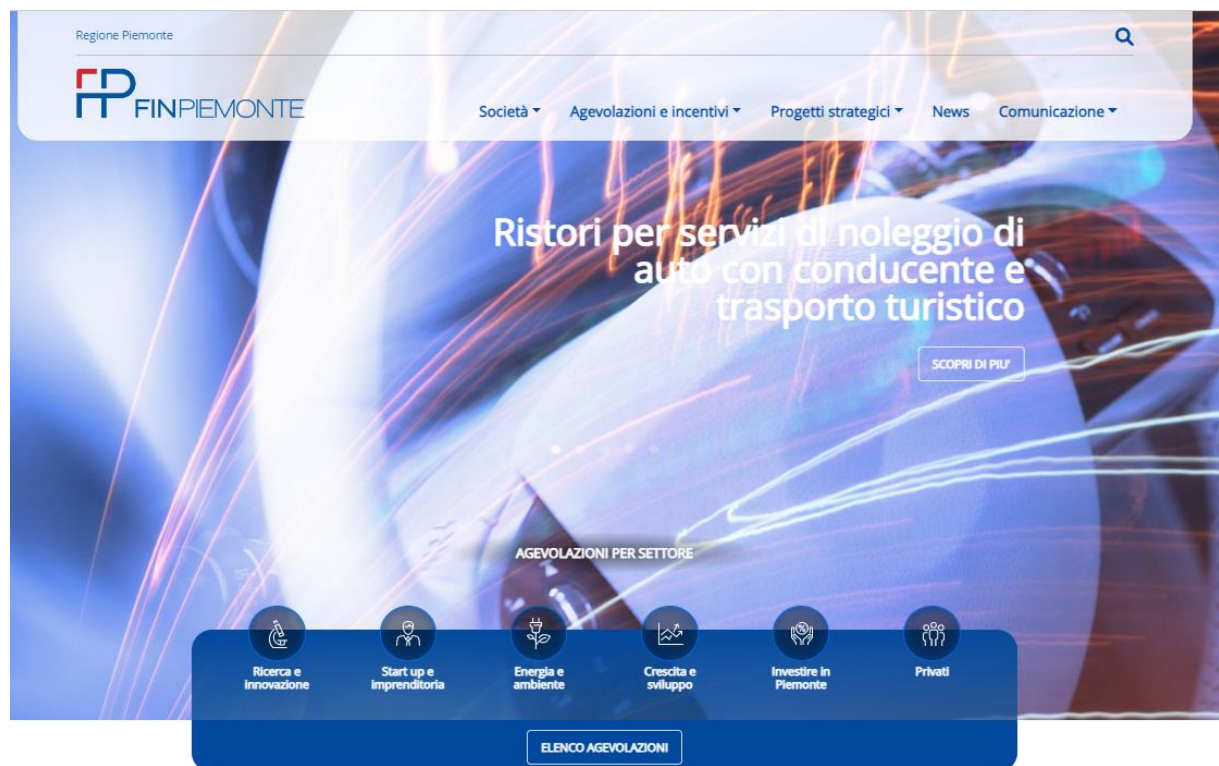 Regione Piemonte
FP FINPIEMONTE
Società Agevolazioni e incentivi Progetti strategici News Comunicazione
Ristori per servizi di noleggio di
auto con conducente e
trasporto turistico
SCOPRI DI PIU'
AGEVOLAZIONI PER SETTORE
Ricerca e
innovazione
Start up e
imprenditoria
Energia e
ambiente
Crescita e
sviluppo
Investire in
Piemonte
Privati
ELENCO AGEVOLAZIONI